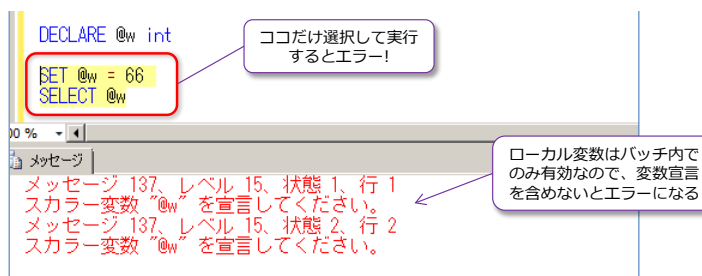 DECLARE @w int
ココだけ選択して実行
するとエラー!
SET @w = 66
SELECT @w
00 %
メッセージ
ローカル変数はバッチ内で
のみ有効なので、変数宣言
を含めないとエラーになる
メッセージ 137、レベル 15、状態 1、行 1
スカラー変数 "@w" を宣言してください。
メッセージ 137、レベル 15、状態 2、行 2
スカラー変数 "@w" を宣言してください。